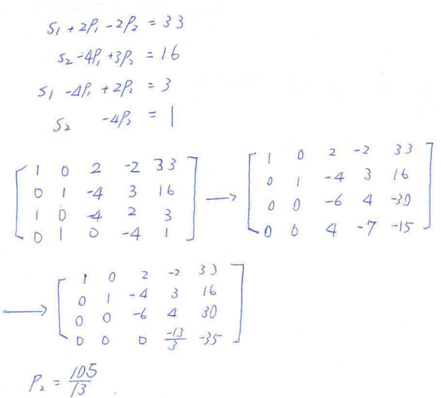 S₁ + 2P₁ - 2P₂ = 33
S₂ - 4P₁ + 3P₂ = 16
S₁ - 4P₁ + 2P₂ = 3
S₂ - 4P₂ = 1
[1 0 2 -2 33] → [1 0 2 -2 33]
[0 1 -4 3 16] [0 1 -4 3 16]
[1 0 -4 2 3] [0 0 -6 4 -30]
[0 1 0 -4 1] [0 0 4 -7 -15]
→ [1 0 2 -2 33]
[0 1 -4 3 16]
[0 0 -6 4 30]
[0 0 0 -13/3 -35]
P₂ = 105/13